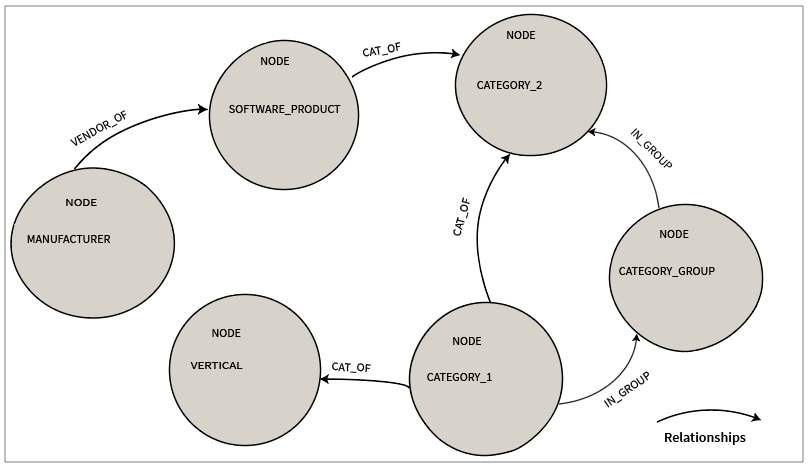 NODE
CATEGORY_2
CAT_OF
NODE
SOFTWARE_PRODUCT
VENDOR_OF
IN_GROUP
NODE
MANUFACTURER
CAT_OF
NODE
CATEGORY_GROUP
NODE
VERTICAL
CAT_OF
NODE
CATEGORY_1
IN_GROUP
Relationships